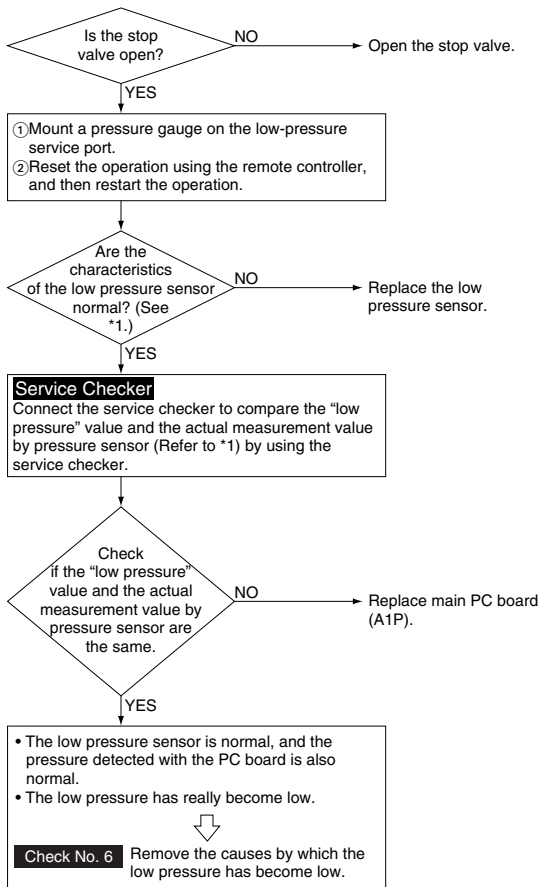 Is the stop
valve open?
NO
Open the stop valve.
YES
①Mount a pressure gauge on the low-pressure
service port.
②Reset the operation using the remote controller,
and then restart the operation.
Are the
characteristics
of the low pressure sensor
normal? (See
*1.)
NO
Replace the low
pressure sensor.
YES
Service Checker
Connect the service checker to compare the “low
pressure” value and the actual measurement value
by pressure sensor (Refer to *1) by using the
service checker.
Check
if the “low pressure”
value and the actual
measurement value by
pressure sensor are
the same.
NO
Replace main PC board
(A1P).
YES
• The low pressure sensor is normal, and the
pressure detected with the PC board is also
normal.
• The low pressure has really become low.
Check No. 6 Remove the causes by which the
low pressure has become low.